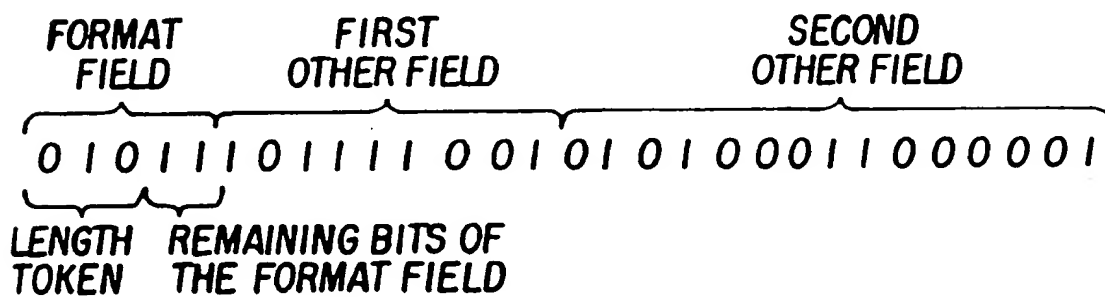 FORMAT FIELD
FIRST OTHER FIELD
SECOND OTHER FIELD
0 1 0 1 1 1 0 1 1 1 1 0 0 1 0 1 0 1 0 0 0 1 1 0 0 0 0 0 1
LENGTH TOKEN
REMAINING BITS OF THE FORMAT FIELD